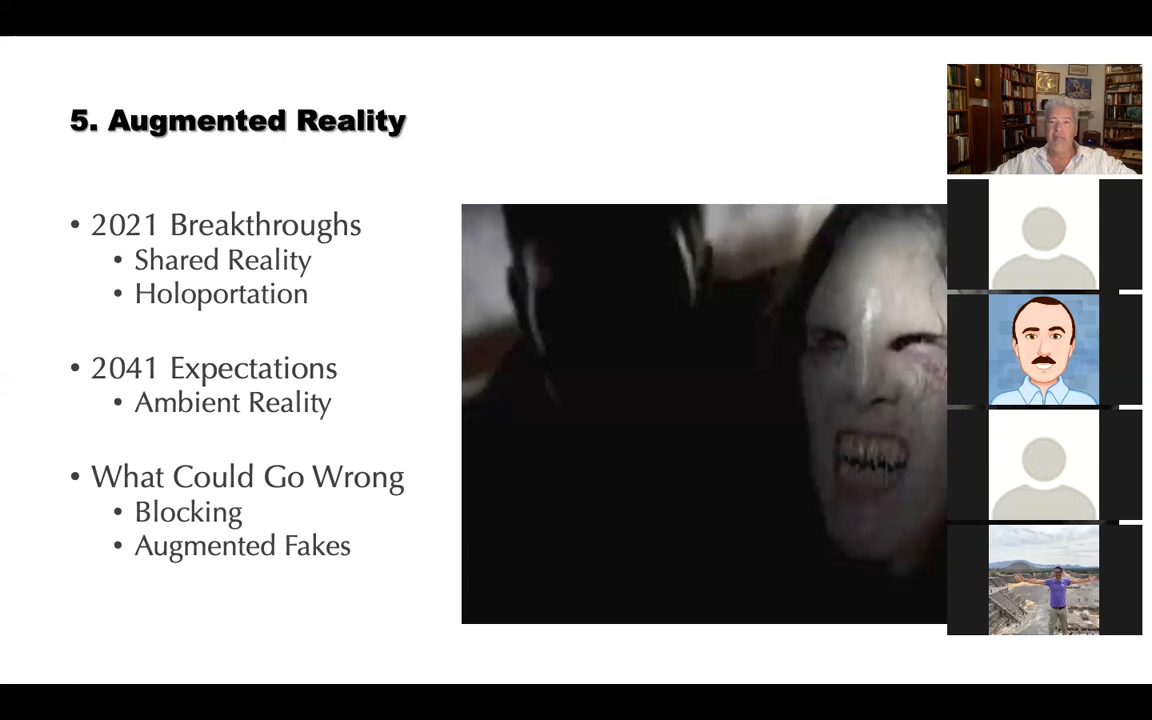 5. Augmented Reality
• 2021 Breakthroughs
• Shared Reality
• Holoportation
• 2041 Expectations
• Ambient Reality
• What Could Go Wrong
• Blocking
• Augmented Fakes